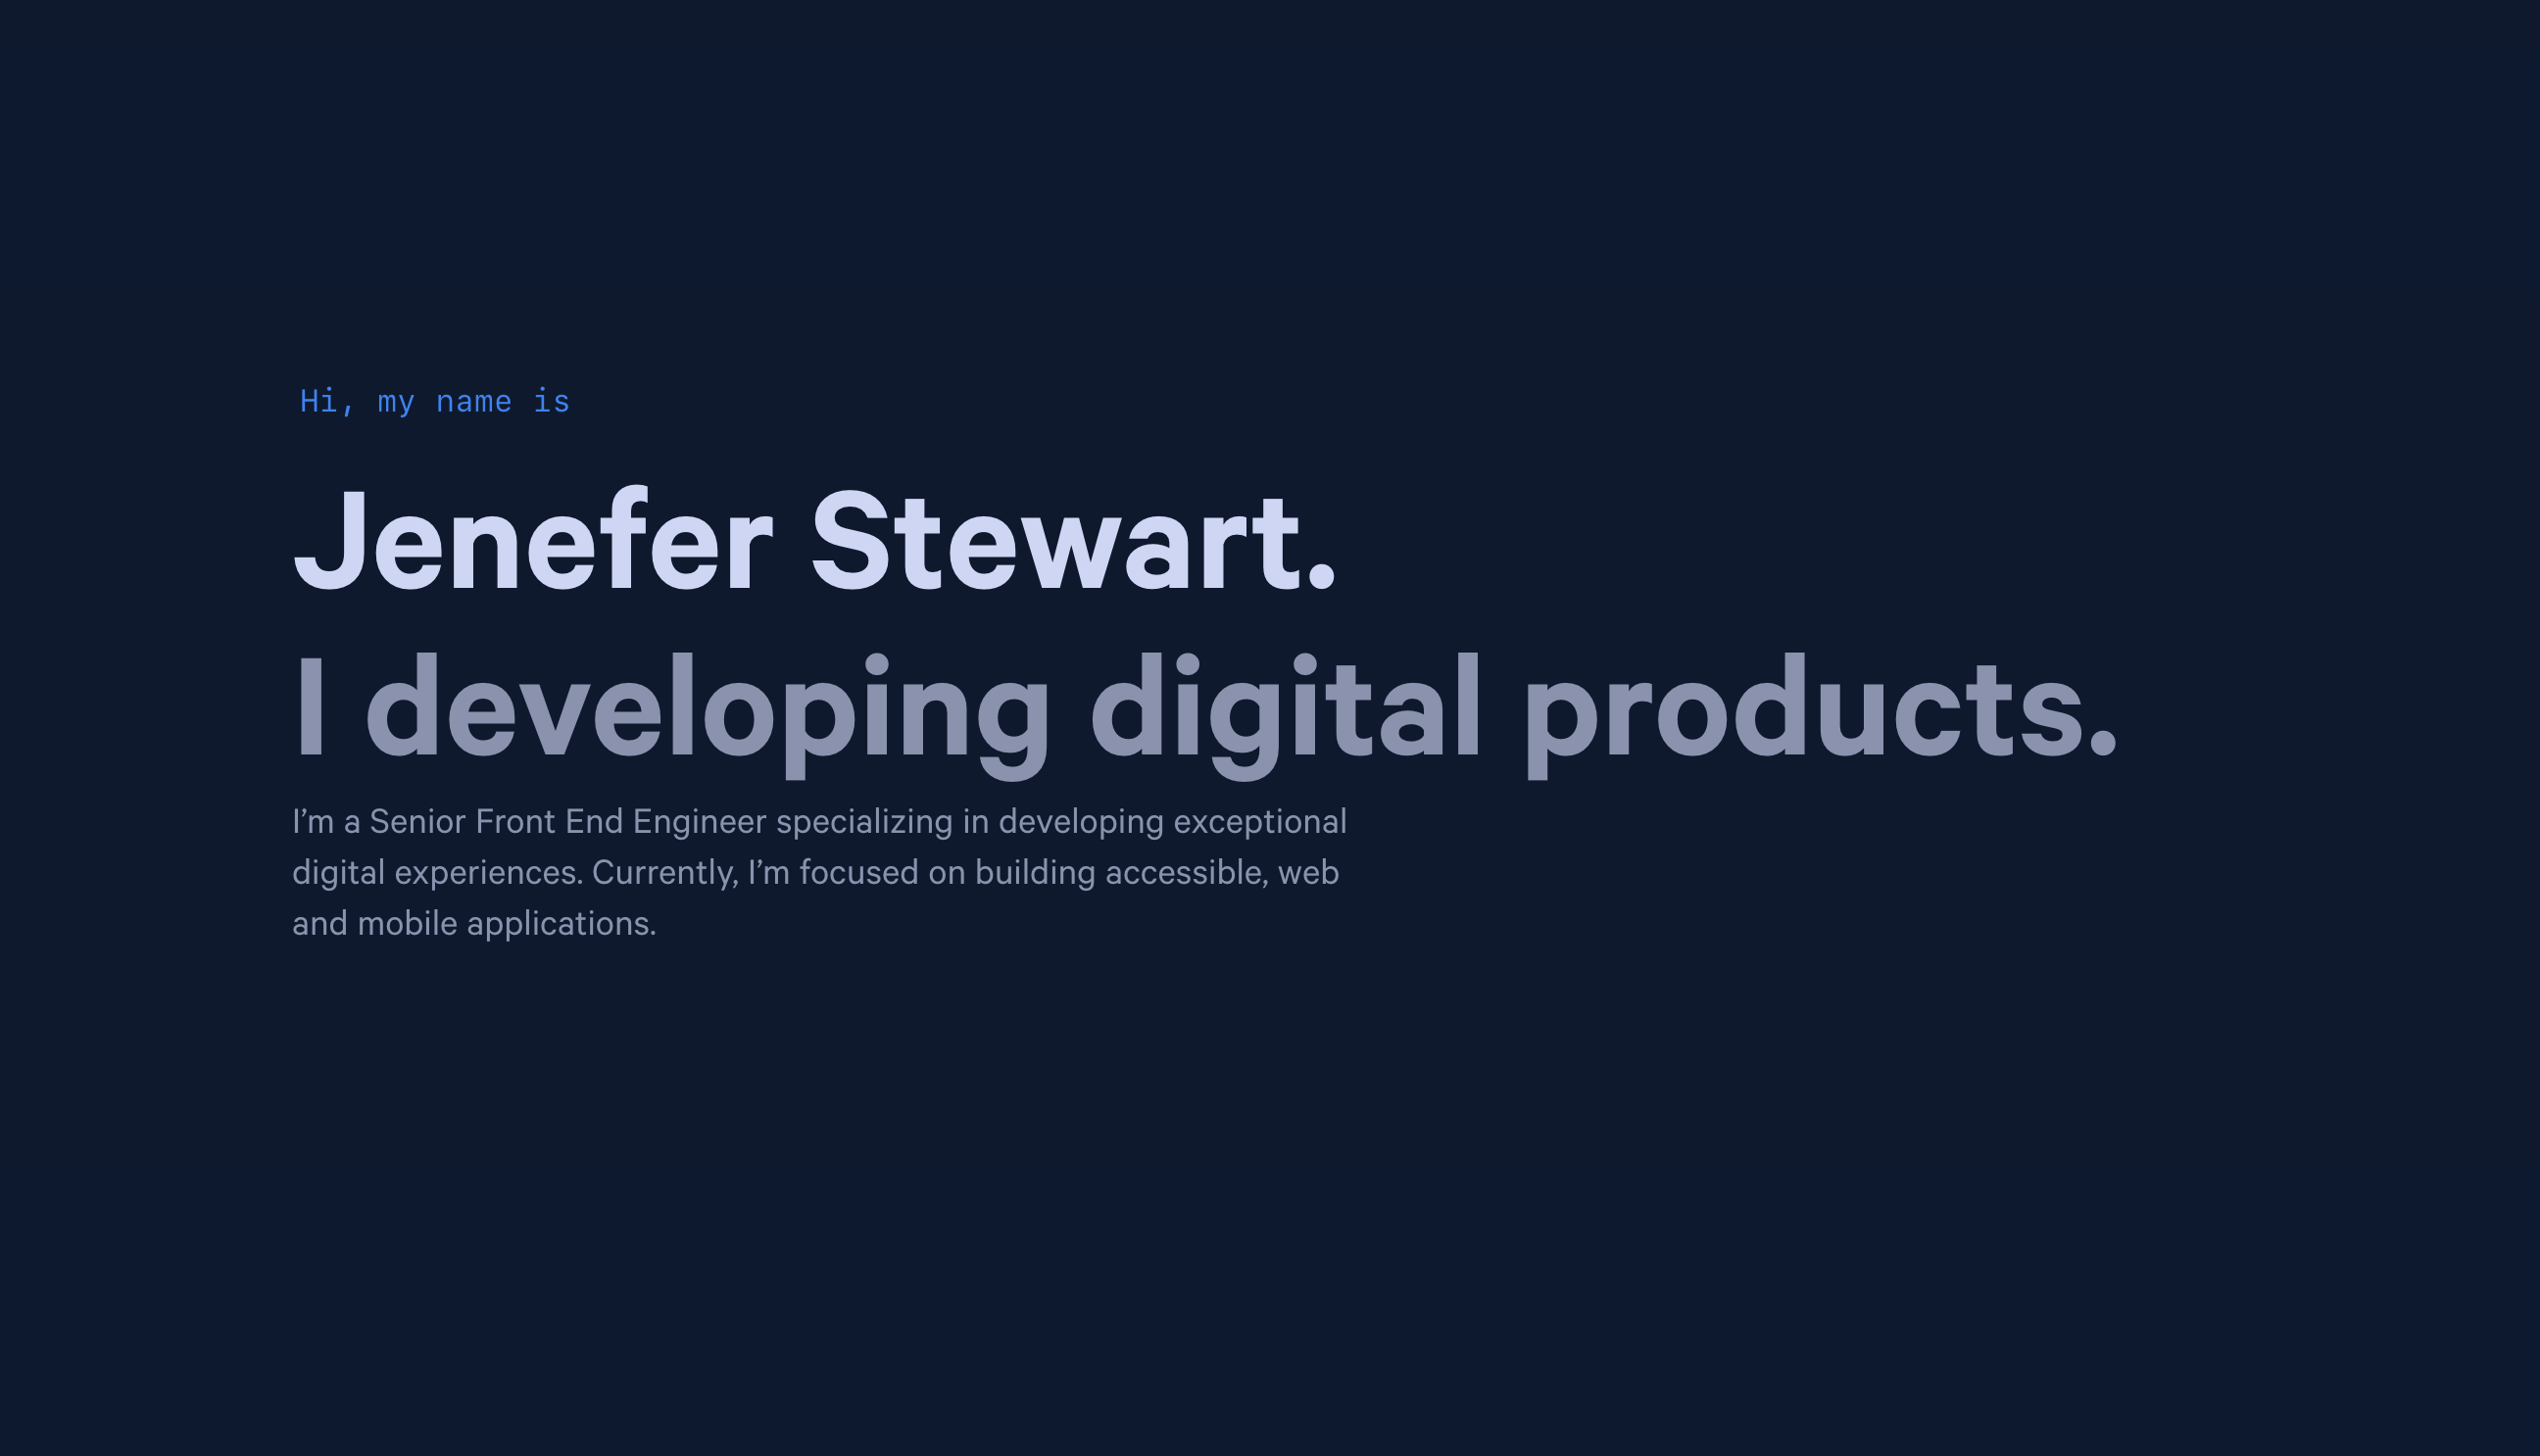 Hi, my name is
Jenefer Stewart.
I developing digital products.
I’m a Senior Front End Engineer specializing in developing exceptional
digital experiences. Currently, I’m focused on building accessible, web
and mobile applications.